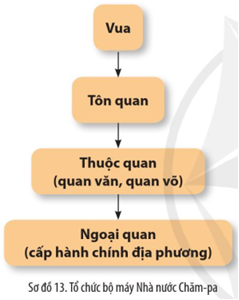 Vua
Tôn quan
Thuộc quan
(quan văn, quan võ)
Ngoại quan
(cấp hành chính địa phương)
Sơ đồ 13. Tổ chức bộ máy Nhà nước Chăm-pa